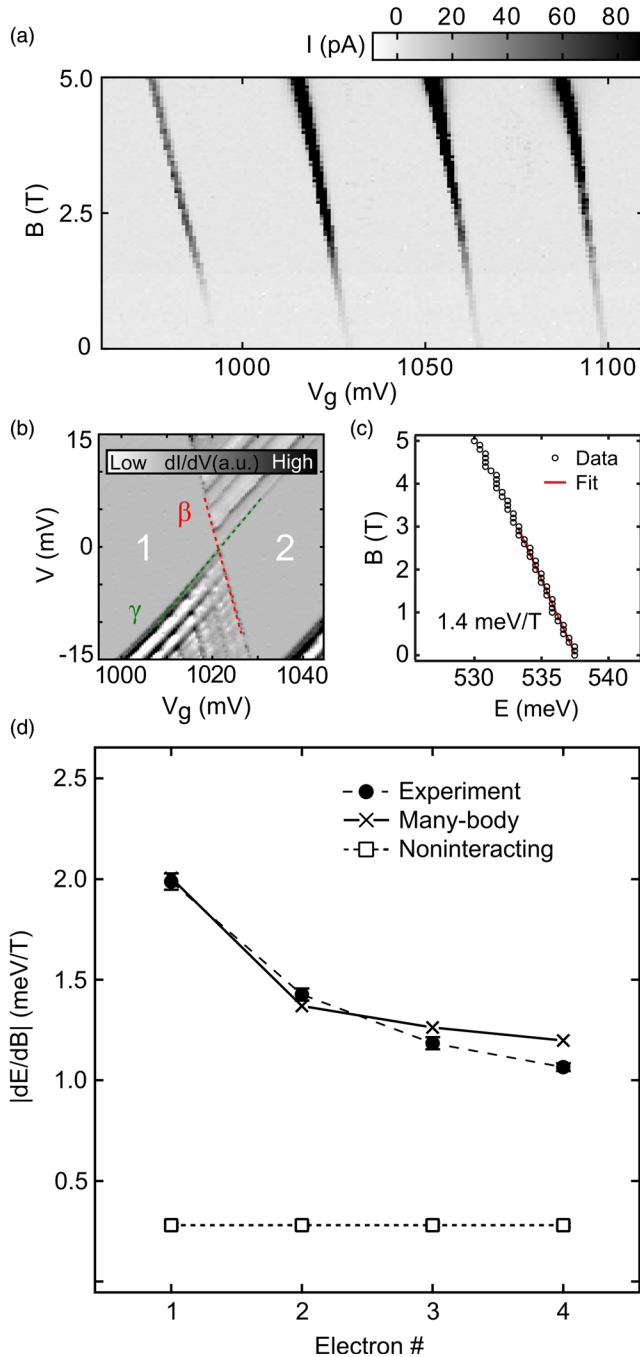 (a)
I (pA)
0 40 80
5.0
2.5
0
B (T)
1000 1050 1100
Vg (mV)
(b)
15
0
-15
V (mV)
Low dI/dV(a.u.) High
β
1 2
γ
1000 1020 1040
Vg (mV)
(c)
5
4
3
2
1
0
B (T)
Data
Fit
1.4 meV/T
530 535 540
E (meV)
(d)
2.5
2.0
1.5
1.0
0.5
|dE/dB| (meV/T)
Experiment
Many-body
Noninteracting
1 2 3 4
Electron #